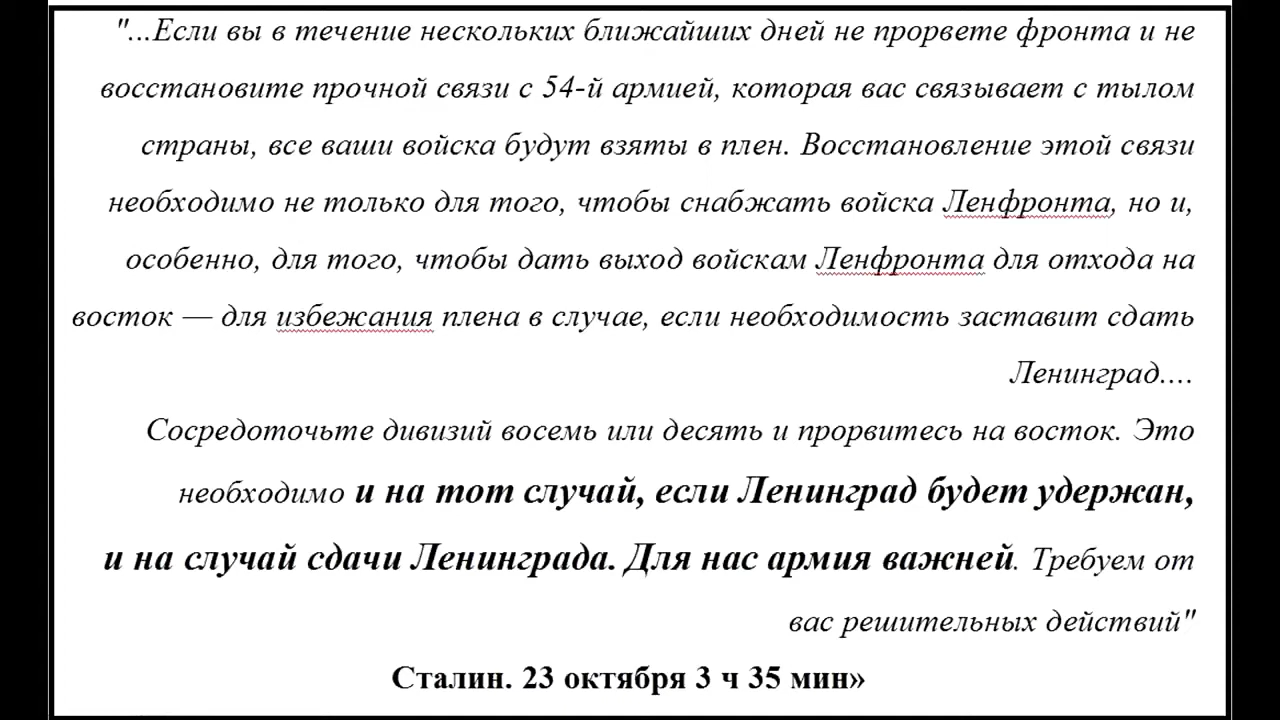 "...Если вы в течение нескольких ближайших дней не прорвете фронта и не
восстановите прочной связи с 54-й армией, которая вас связывает с тылом
страны, все ваши войска будут взяты в плен. Восстановление этой связи
необходимо не только для того, чтобы снабжать войска Ленфронта, но и,
особенно, для того, чтобы дать выход войскам Ленфронта для отхода на
восток — для избежания плена в случае, если необходимость заставит сдать
Ленинград....
Сосредоточьте дивизий восемь или десять и прорвитесь на восток. Это
необходимо и на тот случай, если Ленинград будет удержан,
и на случай сдачи Ленинграда. Для нас армия важней. Требуем от
вас решительных действий"
Сталин. 23 октября 3 ч 35 мин»